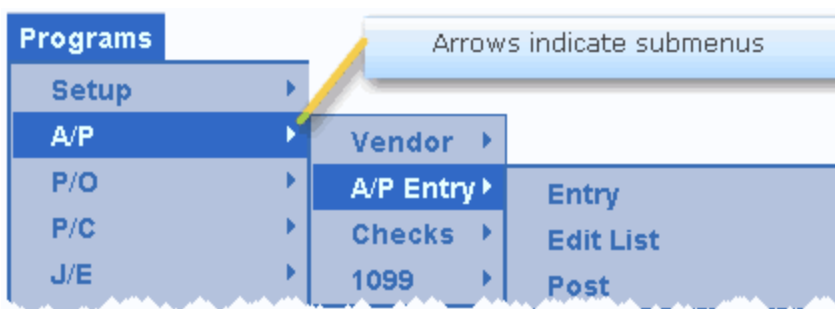 Programs
Arrows indicate submenus
Setup
A/P
P/O
P/C
J/E
Vendor
A/P Entry
Checks
1099
Entry
Edit List
Post